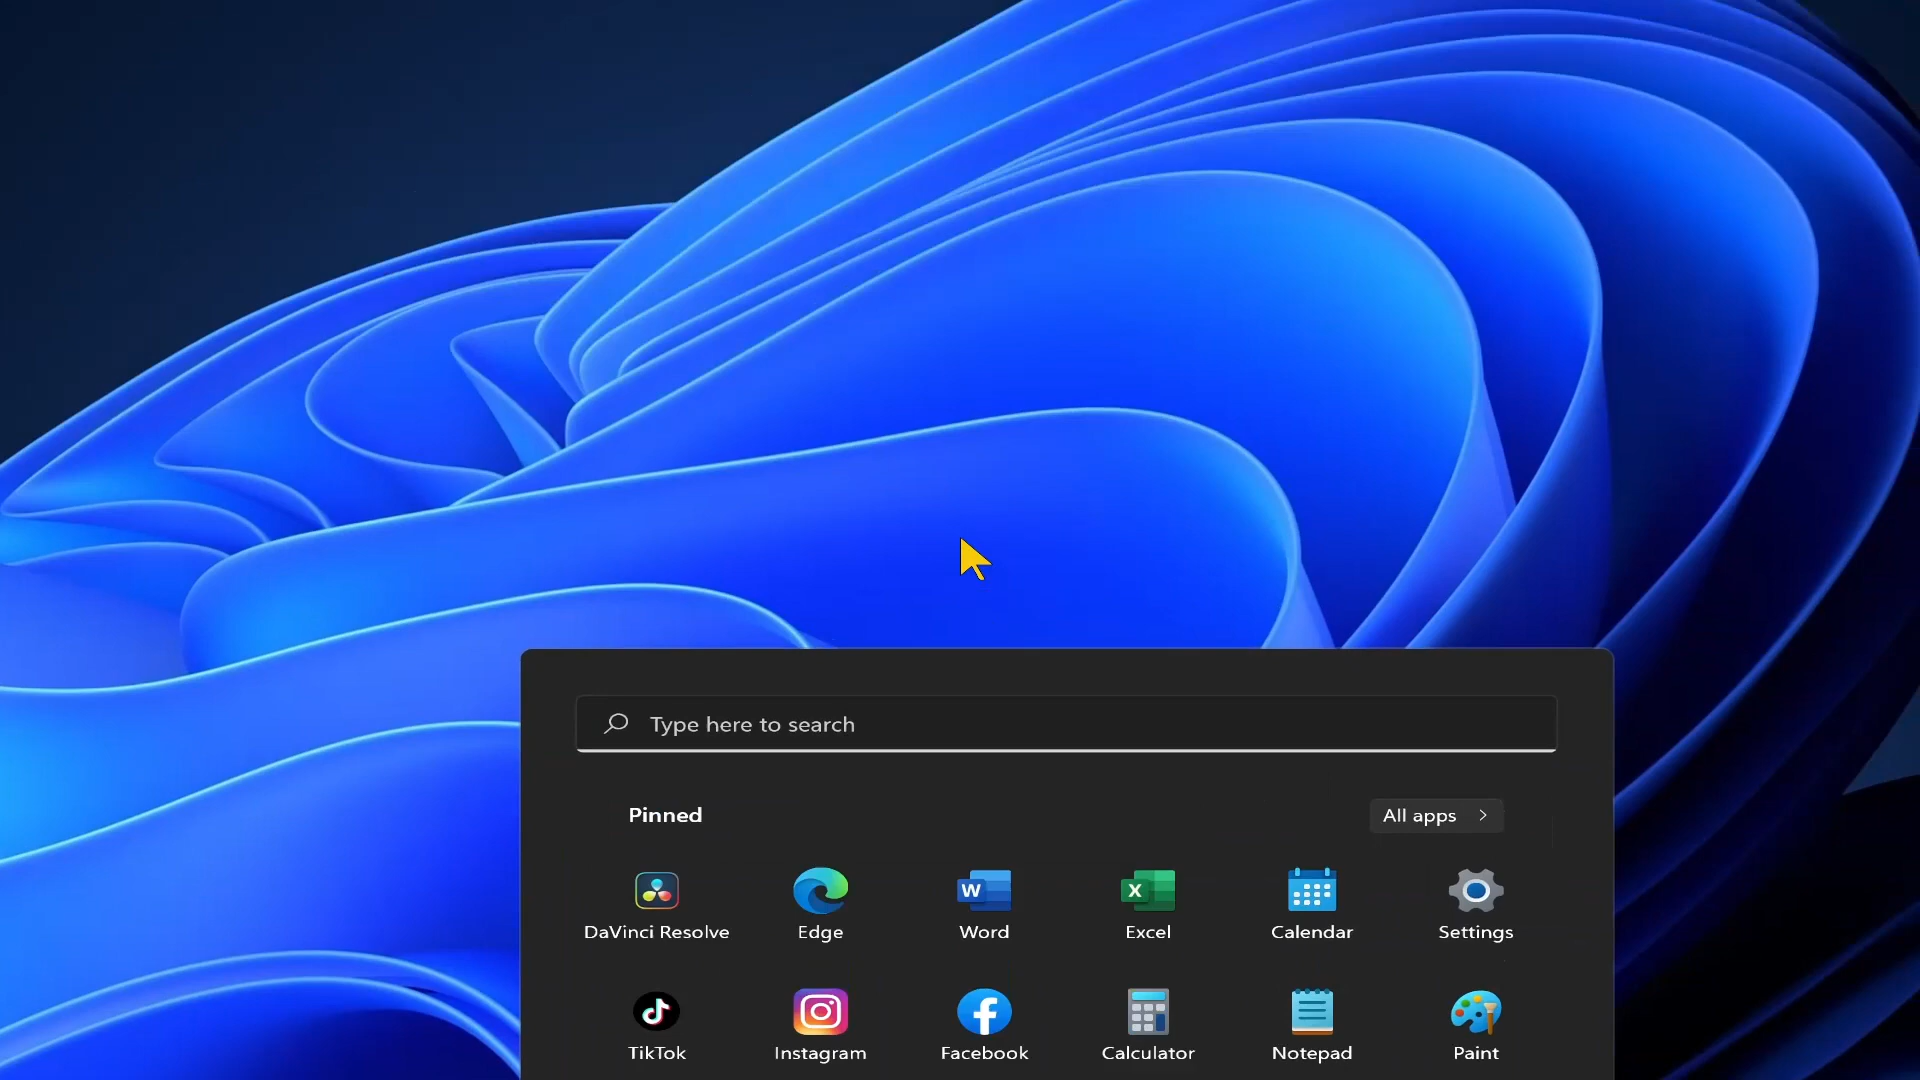 Type here to search
Pinned
All apps
DaVinci Resolve
Edge
W
Word
X
Excel
Calendar
Settings
TikTok
Instagram
Facebook
Calculator
Notepad
Paint